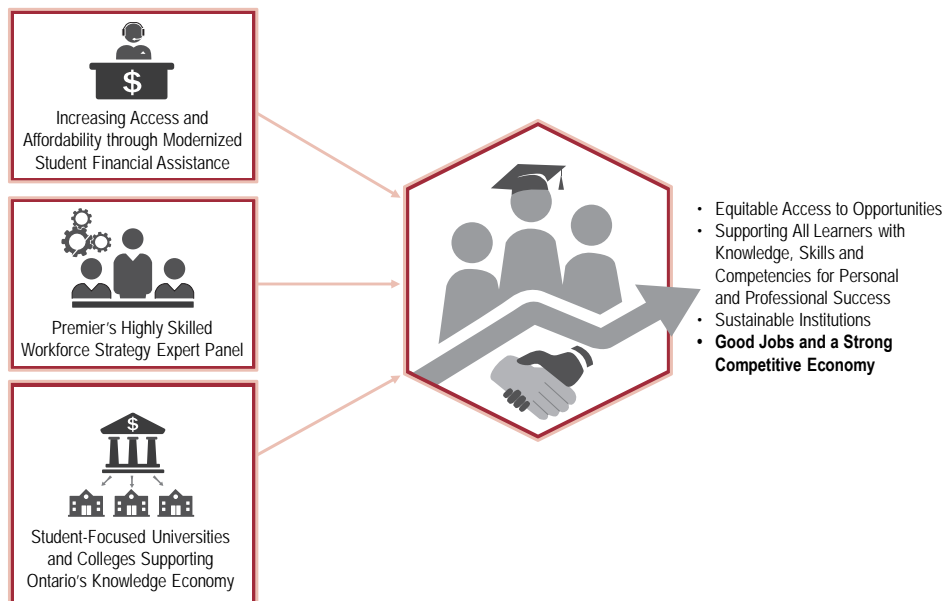 $
Increasing Access and
Affordability through Modernized
Student Financial Assistance
Premier's Highly Skilled
Workforce Strategy Expert Panel
$
Student-Focused Universities
and Colleges Supporting
Ontario's Knowledge Economy
• Equitable Access to Opportunities
• Supporting All Learners with
Knowledge, Skills and
Competencies for Personal
and Professional Success
• Sustainable Institutions
• Good Jobs and a Strong
Competitive Economy